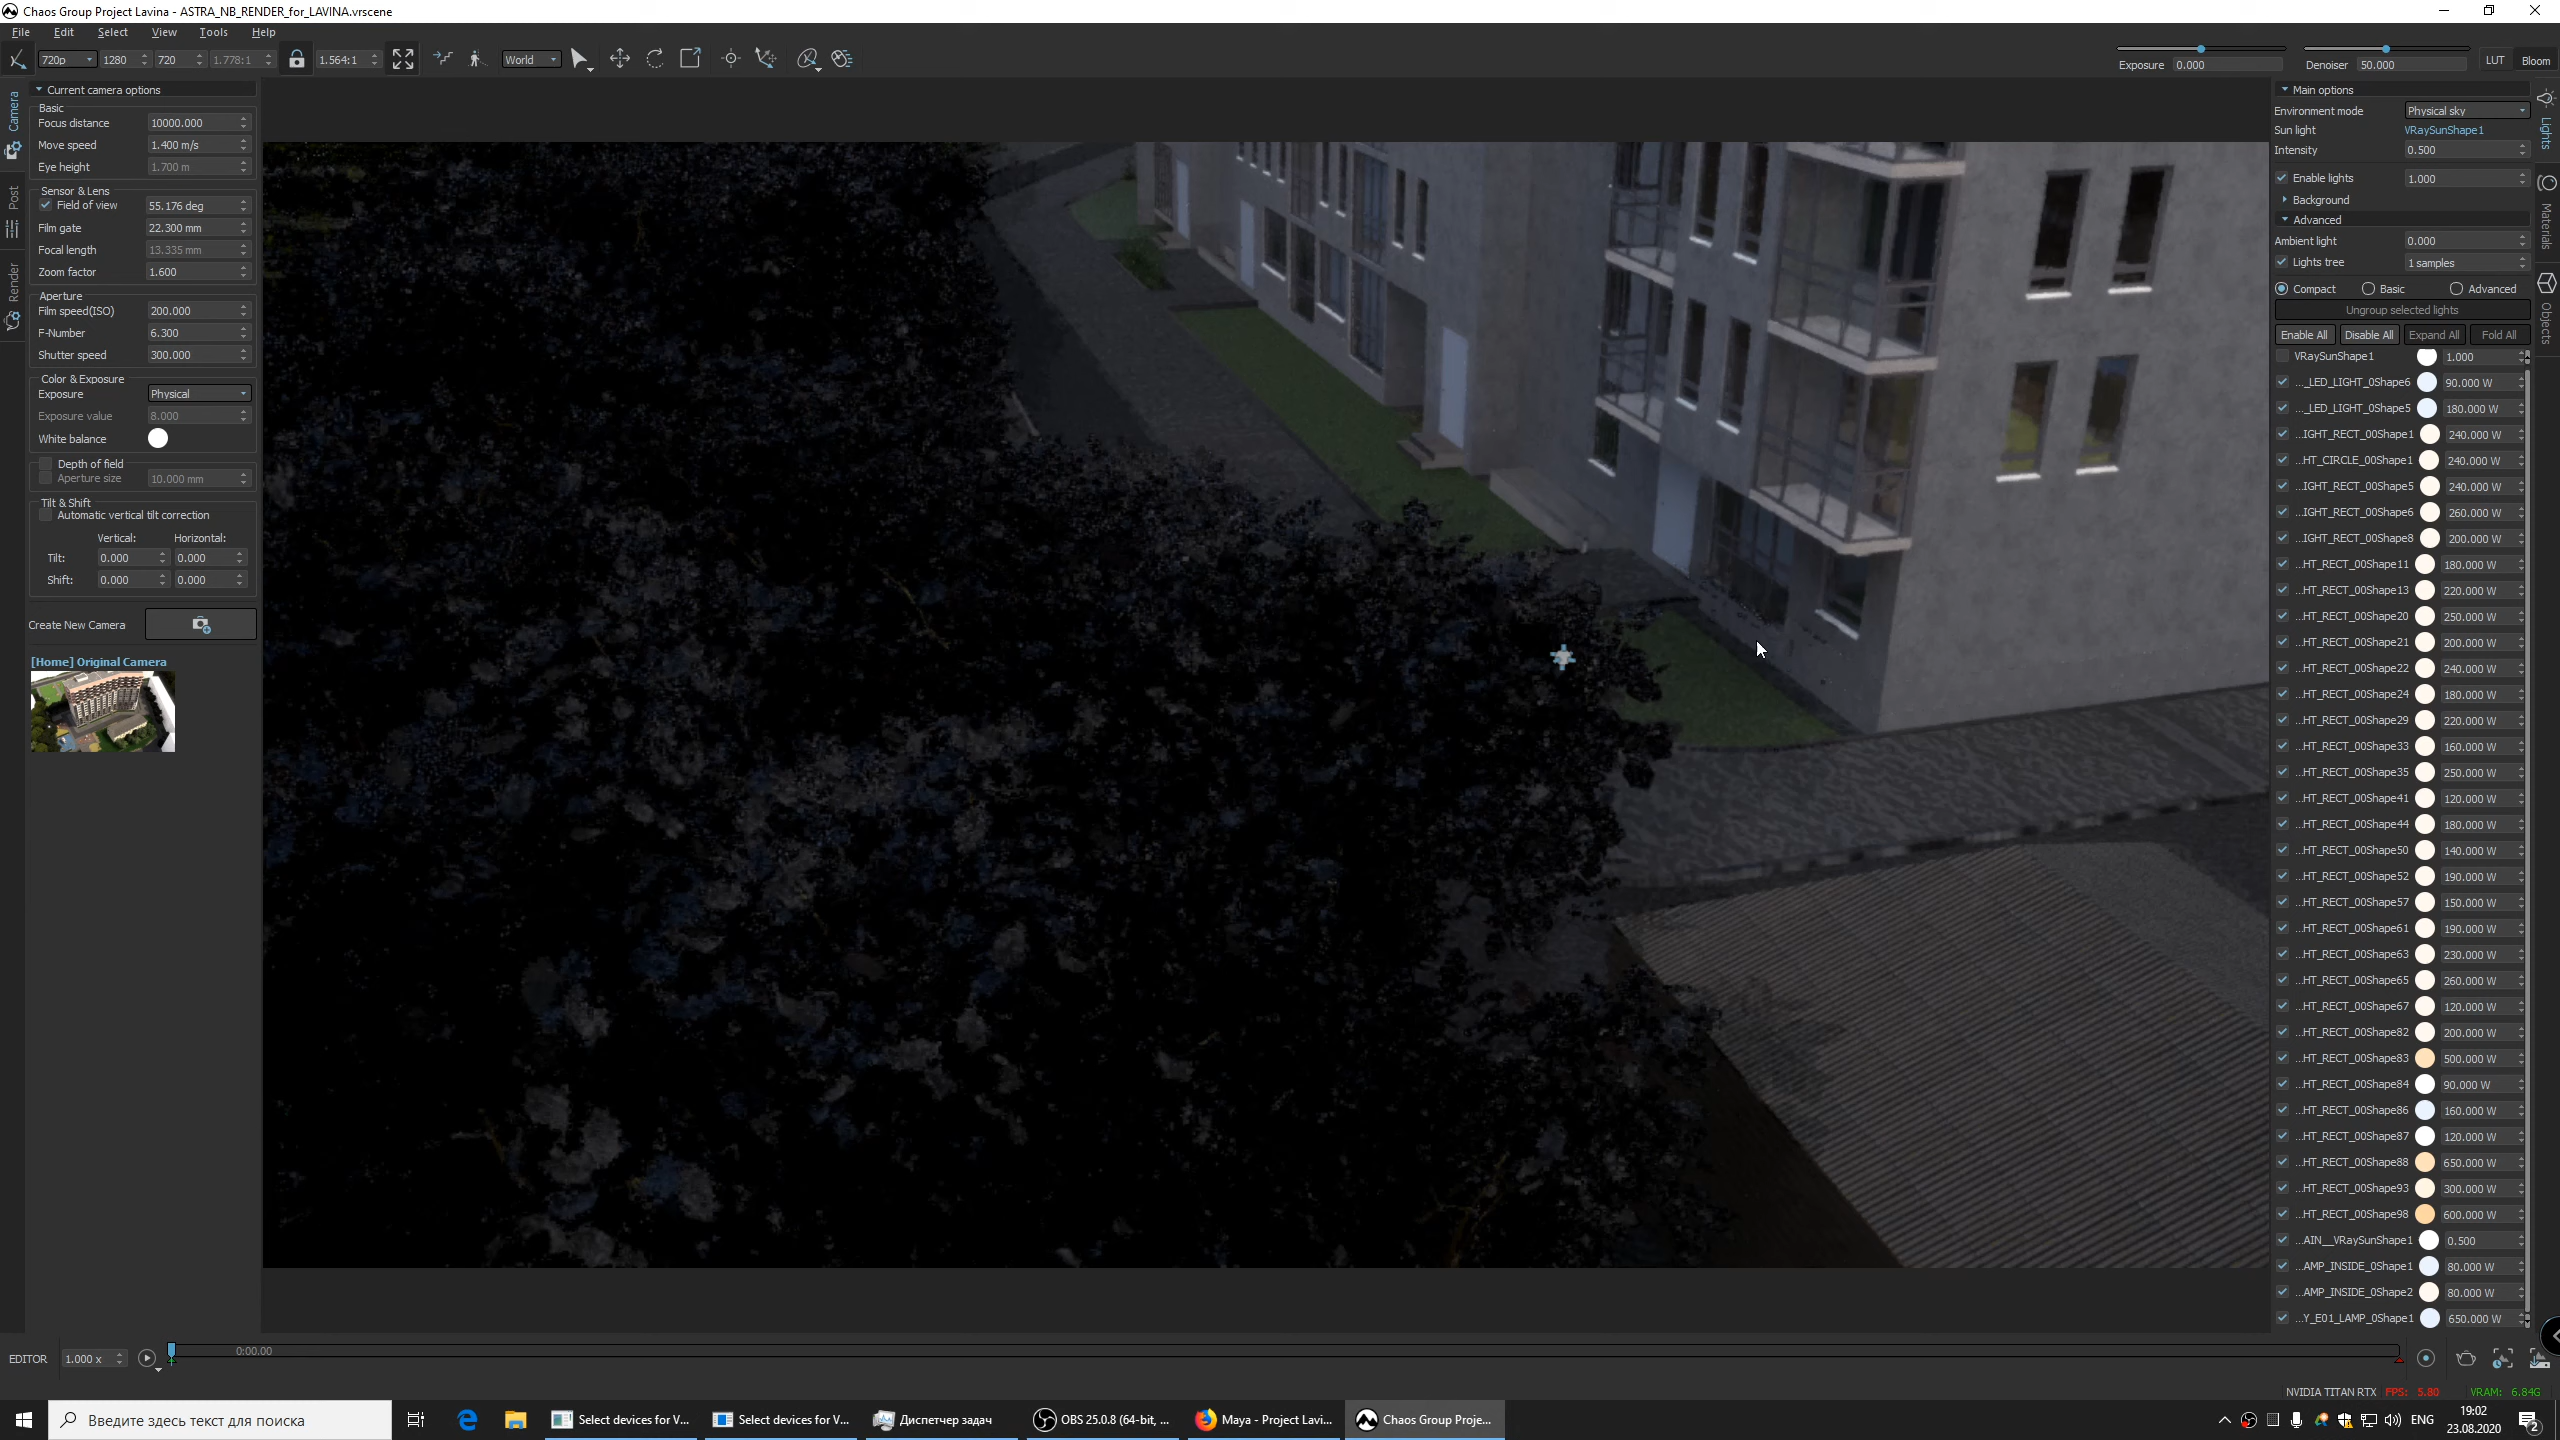 Chaos Group Project Lavina - ASTRA_NB_RENDER_for_LAVINA.vrscene
File Edit Select View Tools Help
720p 1280 720 1.778:1 1.564:1 World
Exposure 0.000 Denoiser 50.000 LUT Bloom
Camera
Post
Render
Current camera options
Basic
Focus distance 10000.000
Move speed 1.400 m/s
Eye height 1.700 m
Sensor & Lens
Field of view 55.176 deg
Film gate 22.300 mm
Focal length 13.335 mm
Zoom factor 1.600
Aperture
Film speed(ISO) 200.000
F-Number 6.300
Shutter speed 300.000
Color & Exposure
Exposure Physical
Exposure value 8.000
White balance
Depth of field
Aperture size 10.000 mm
Tilt & Shift
Automatic vertical tilt correction
Vertical: Horizontal:
Tilt: 0.000 0.000
Shift: 0.000 0.000
Create New Camera
[Home] Original Camera
Main options
Environment mode Physical sky
Sun light VRaySunShape1
Intensity 0.500
Enable lights 1.000
Background
Advanced
Ambient light 0.000
Lights tree 1 samples
Compact Basic Advanced
Ungroup selected lights
Enable All Disable All Expand All Fold All
VRaySunShape1 1.000
..._LED_LIGHT_0Shape6 90.000 W
..._LED_LIGHT_0Shape5 180.000 W
...IGHT_RECT_00Shape1 240.000 W
...HT_CIRCLE_00Shape1 240.000 W
...IGHT_RECT_00Shape5 240.000 W
...IGHT_RECT_00Shape6 260.000 W
...IGHT_RECT_00Shape8 200.000 W
...HT_RECT_00Shape11 180.000 W
...HT_RECT_00Shape13 220.000 W
...HT_RECT_00Shape20 250.000 W
...HT_RECT_00Shape21 200.000 W
...HT_RECT_00Shape22 240.000 W
...HT_RECT_00Shape24 180.000 W
...HT_RECT_00Shape29 220.000 W
...HT_RECT_00Shape33 160.000 W
...HT_RECT_00Shape35 250.000 W
...HT_RECT_00Shape41 120.000 W
...HT_RECT_00Shape44 180.000 W
...HT_RECT_00Shape50 140.000 W
...HT_RECT_00Shape52 190.000 W
...HT_RECT_00Shape57 150.000 W
...HT_RECT_00Shape61 190.000 W
...HT_RECT_00Shape63 230.000 W
...HT_RECT_00Shape65 260.000 W
...HT_RECT_00Shape67 120.000 W
...HT_RECT_00Shape82 200.000 W
...HT_RECT_00Shape83 500.000 W
...HT_RECT_00Shape84 90.000 W
...HT_RECT_00Shape86 160.000 W
...HT_RECT_00Shape87 120.000 W
...HT_RECT_00Shape88 650.000 W
...HT_RECT_00Shape93 300.000 W
...HT_RECT_00Shape98 600.000 W
...AIN__VRaySunShape1 0.500
...AMP_INSIDE_0Shape1 80.000 W
...AMP_INSIDE_0Shape2 80.000 W
...Y_E01_LAMP_0Shape1 650.000 W
Lights
Materials
Objects
EDITOR 1.000 x 0:00.00
NVIDIA TITAN RTX FPS: 5.80 VRAM: 6.84G
Введите здесь текст для поиска
Select devices for V...
Select devices for V...
Диспетчер задач
OBS 25.0.8 (64-bit, ...
Maya - Project Lavi...
Chaos Group Proje...
ENG
19:02
23.08.2020
2